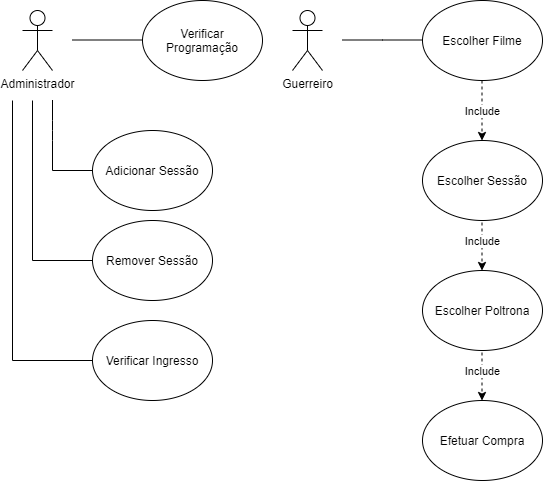 Verificar
Programação
Escolher Filme
Administrador
Guerreiro
Include
Adicionar Sessão
Escolher Sessão
Include
Remover Sessão
Escolher Poltrona
Verificar Ingresso
Include
Efetuar Compra